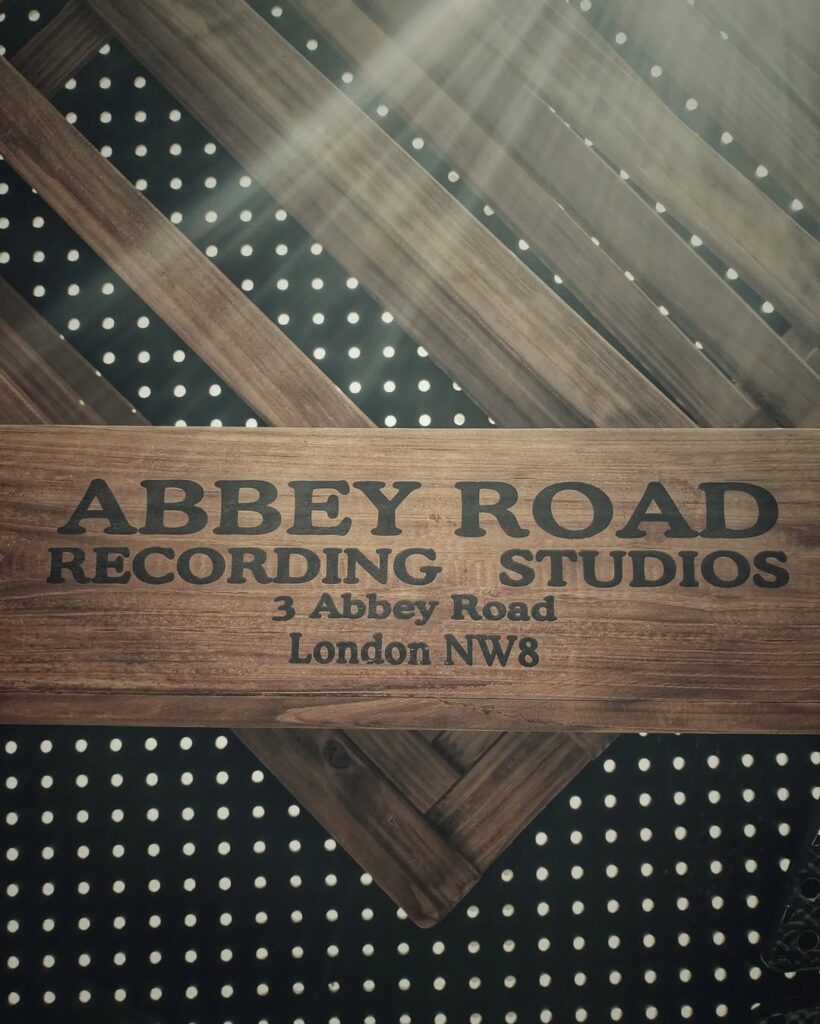 ABBEY ROAD
RECORDING STUDIOS
3 Abbey Road
London NW8